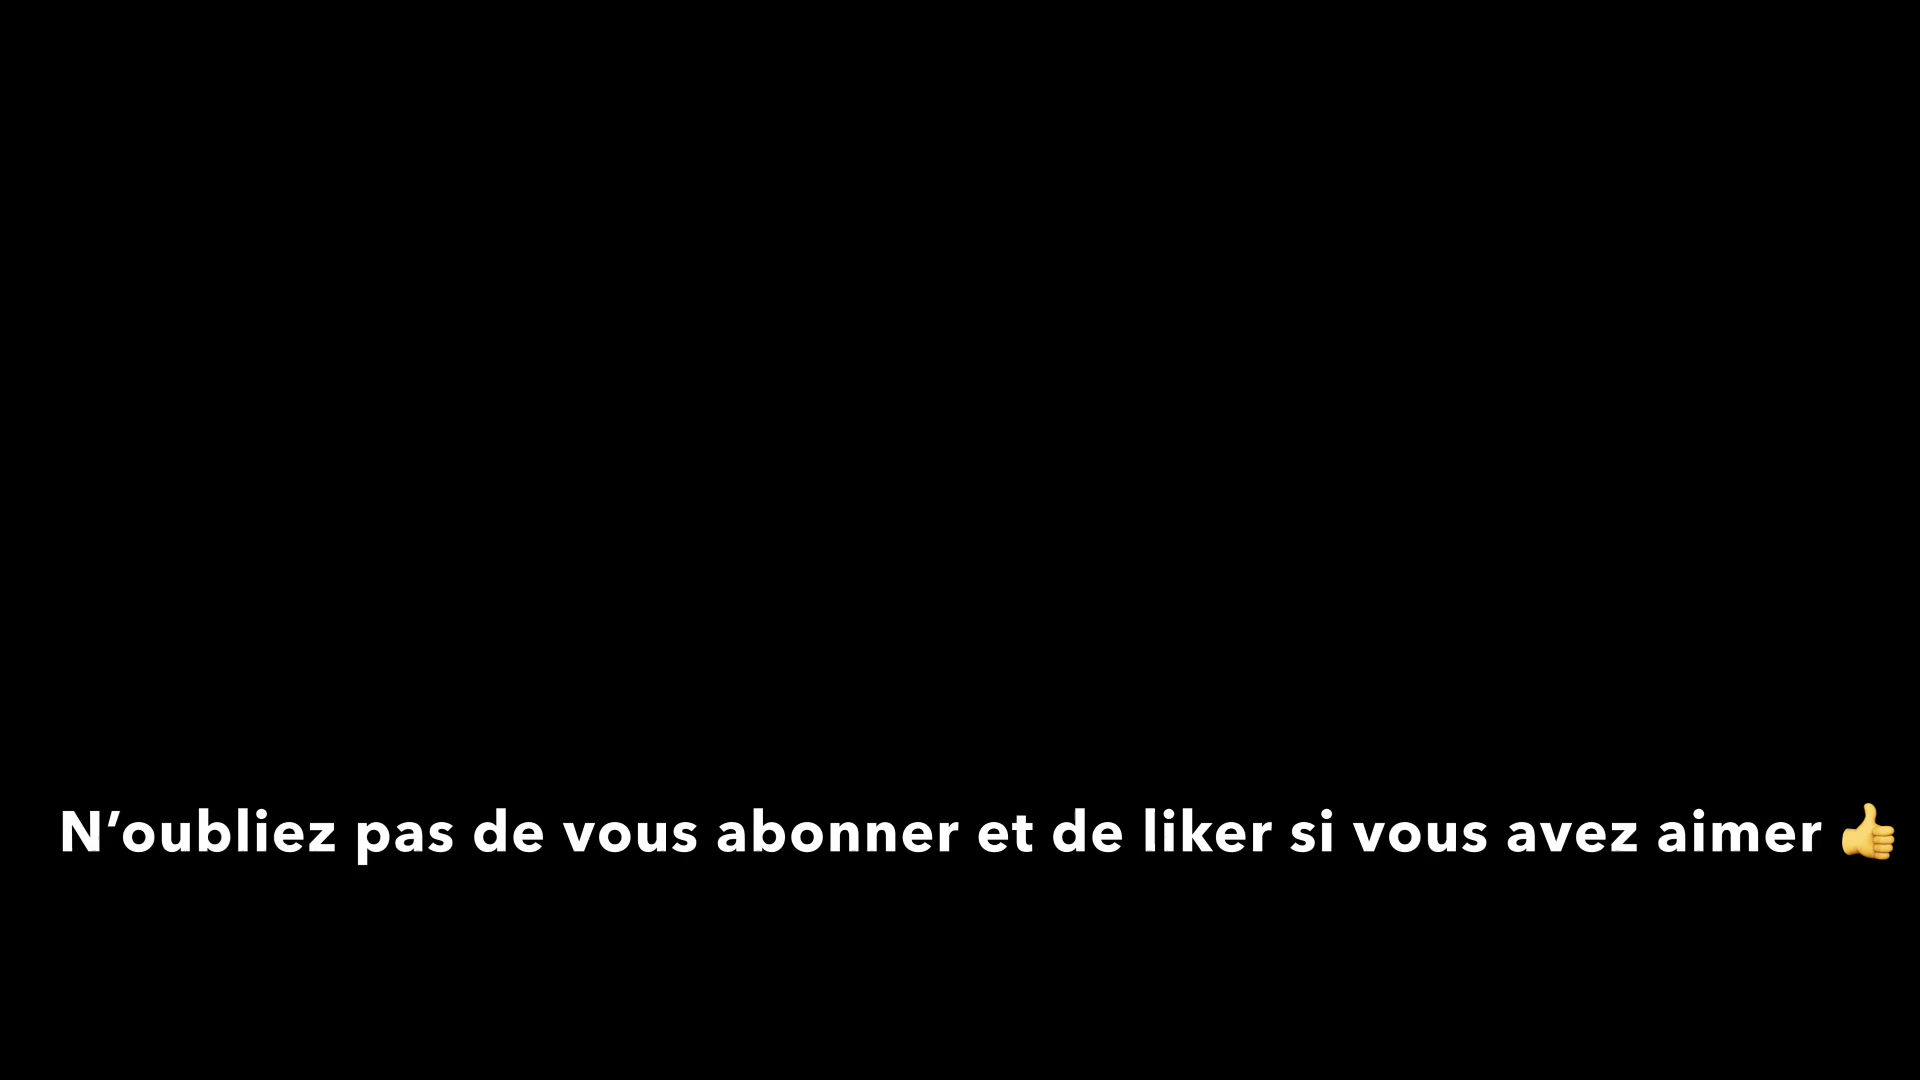 N’oubliez pas de vous abonner et de liker si vous avez aimer 👍